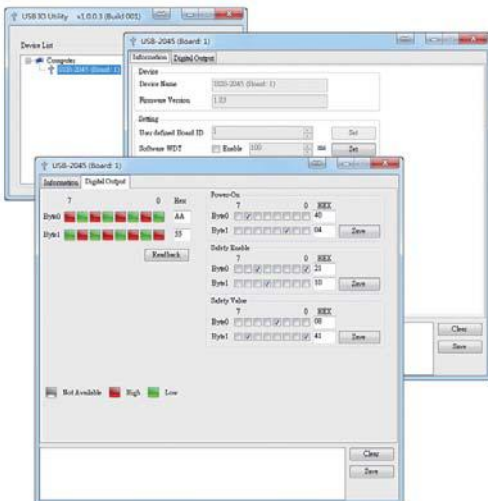 USB IO Utility v1.0.0.1 (Build 001)
Device List
Computer
2020-2045 (Board: 1)
USB-2045 (Board: 1)
Information Digital Output
Device
Device Name 2020-2045 (Board: 1)
Firmware Version 1.03
Setting
User defined Board ID 1 Set
Software WDT Enable 100 ms Set
Clear
Save
USB-2045 (Board: 1)
Information Digital Output
7 0 Hex
Byte0 AA
Byte1 55
Readback
Power-On
7 0 HEX
Byte0 40
Byte1 04 Save
Safety Enable
7 0 HEX
Byte0 21
Byte1 10 Save
Safety Value
7 0 HEX
Byte0 08
Byte1 41 Save
Not Available High Low
Clear
Save